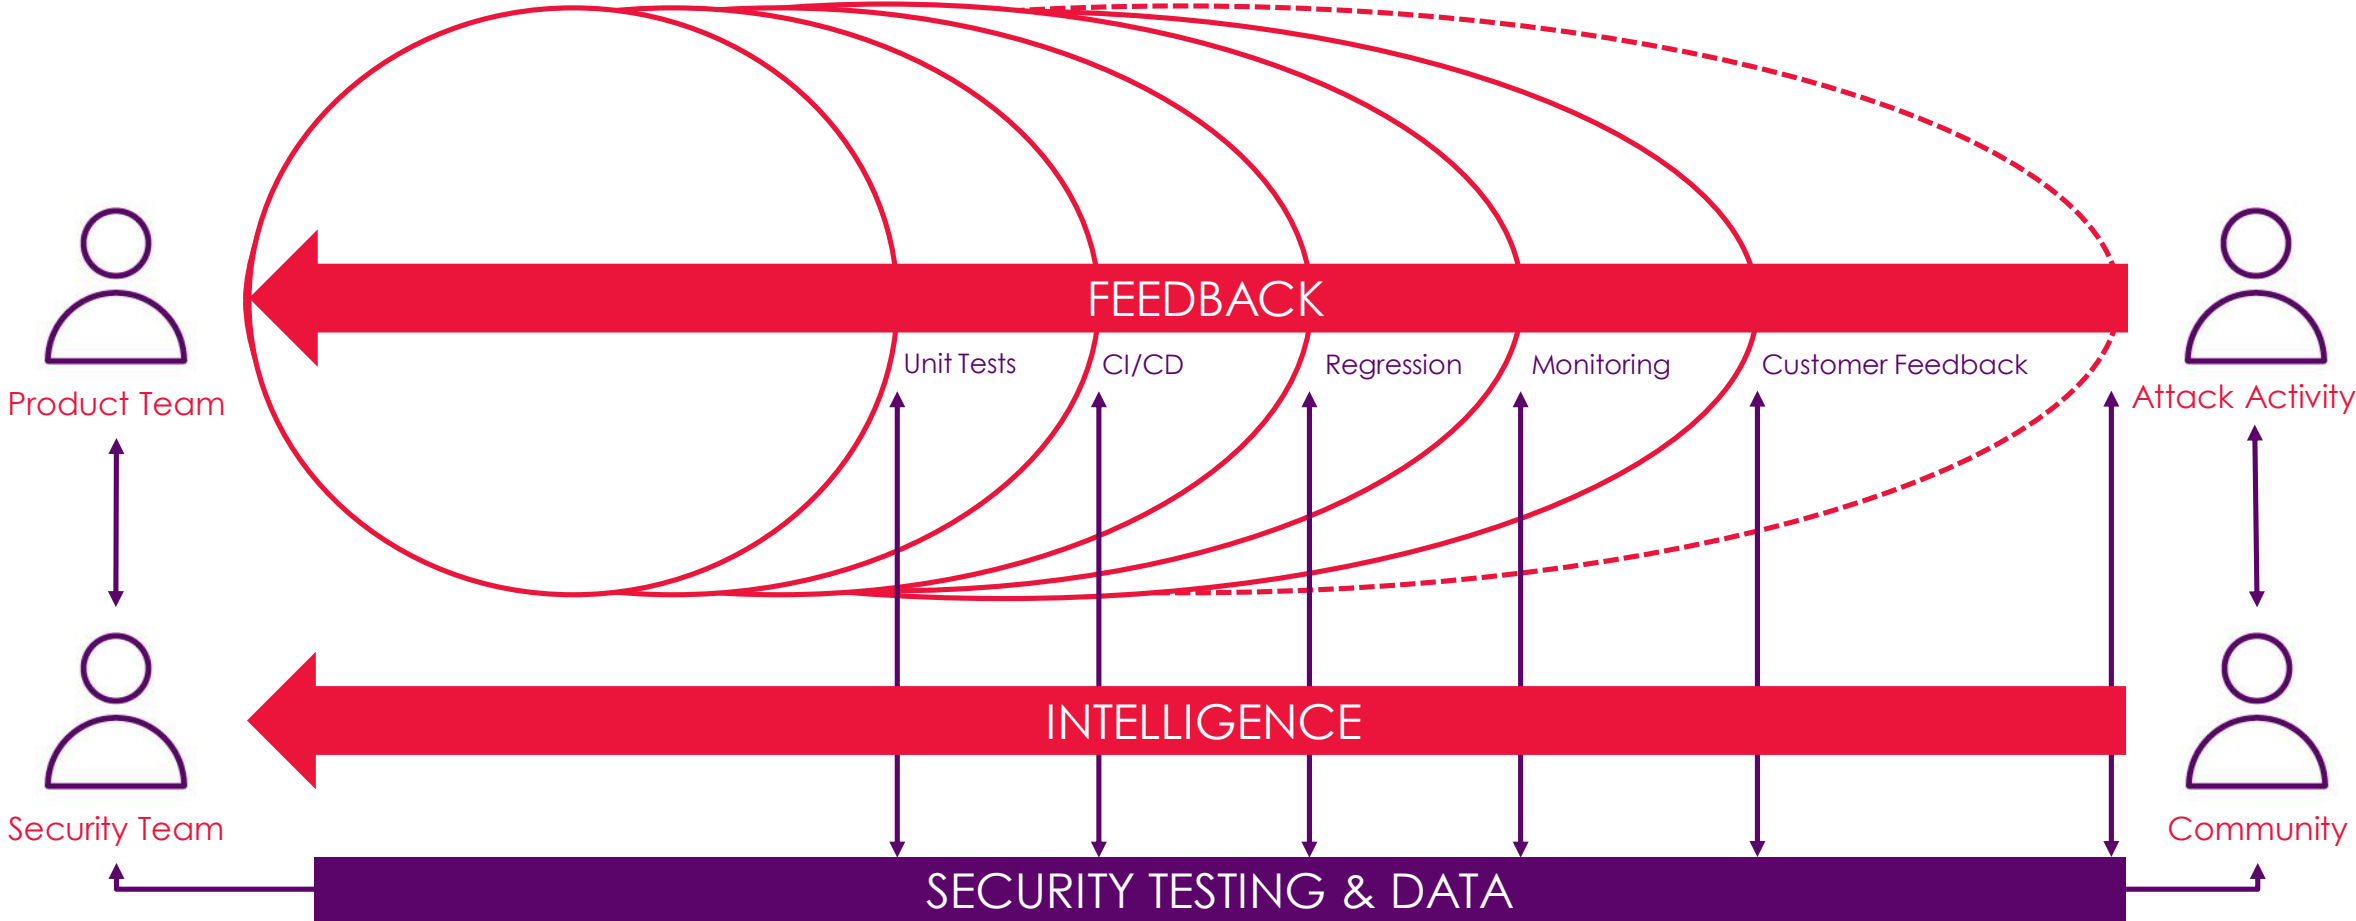 FEEDBACK
Unit Tests
CI/CD
Regression
Monitoring
Customer Feedback
Product Team
Attack Activity
INTELLIGENCE
Security Team
Community
SECURITY TESTING & DATA